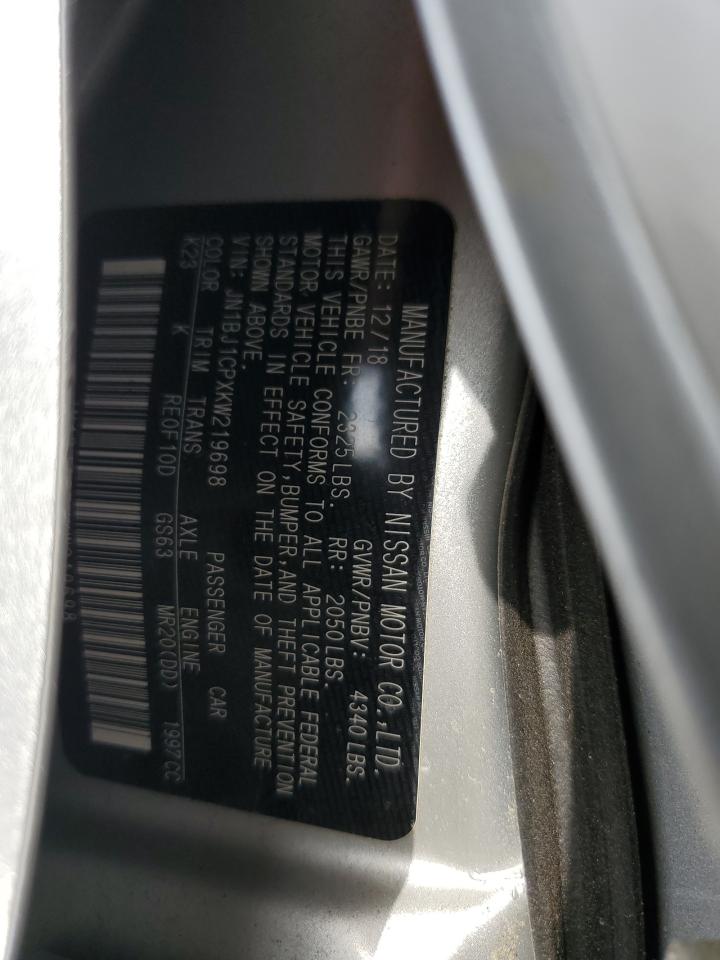 MANUFACTURED BY NISSAN MOTOR CO.,LTD.
DATE: 12/18 GVWR/PNBV: 4340LBS.
GAWR/PNBE FR: 2325LBS. RR: 2050LBS.
THIS VEHICLE CONFORMS TO ALL APPLICABLE FEDERAL
MOTOR VEHICLE SAFETY,BUMPER,AND THEFT PREVENTION
STANDARDS IN EFFECT ON THE DATE OF MANUFACTURE
SHOWN ABOVE.
VIN: JN1BJ1CPXKW219698 PASSENGER CAR
COLOR TRIM TRANS AXLE ENGINE
K23 K RE0F10D GS63 MR20(DD) 1997CC